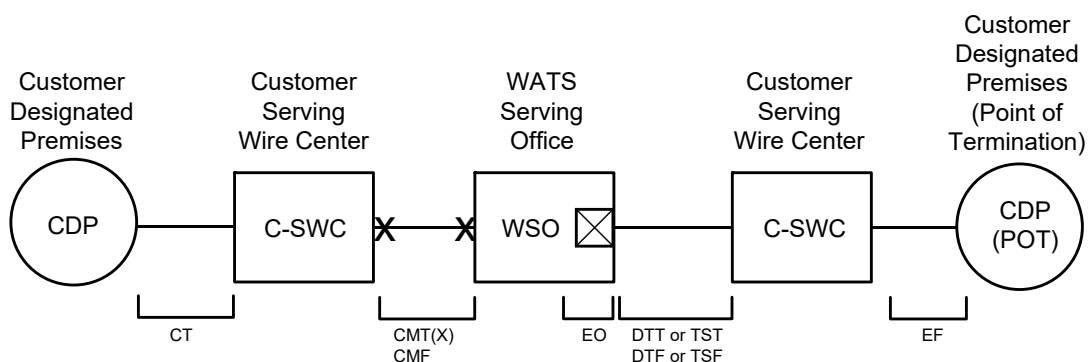 Customer
Designated
Premises
Customer
Serving
Wire Center
WATS
Serving
Office
Customer
Serving
Wire Center
Customer
Designated
Premises
(Point of
Termination)
CDP
C-SWC
X
X
WSO
C-SWC
CDP
(POT)
CT
CMT(X)
CMF
EO
DTT or TST
DTF or TSF
EF